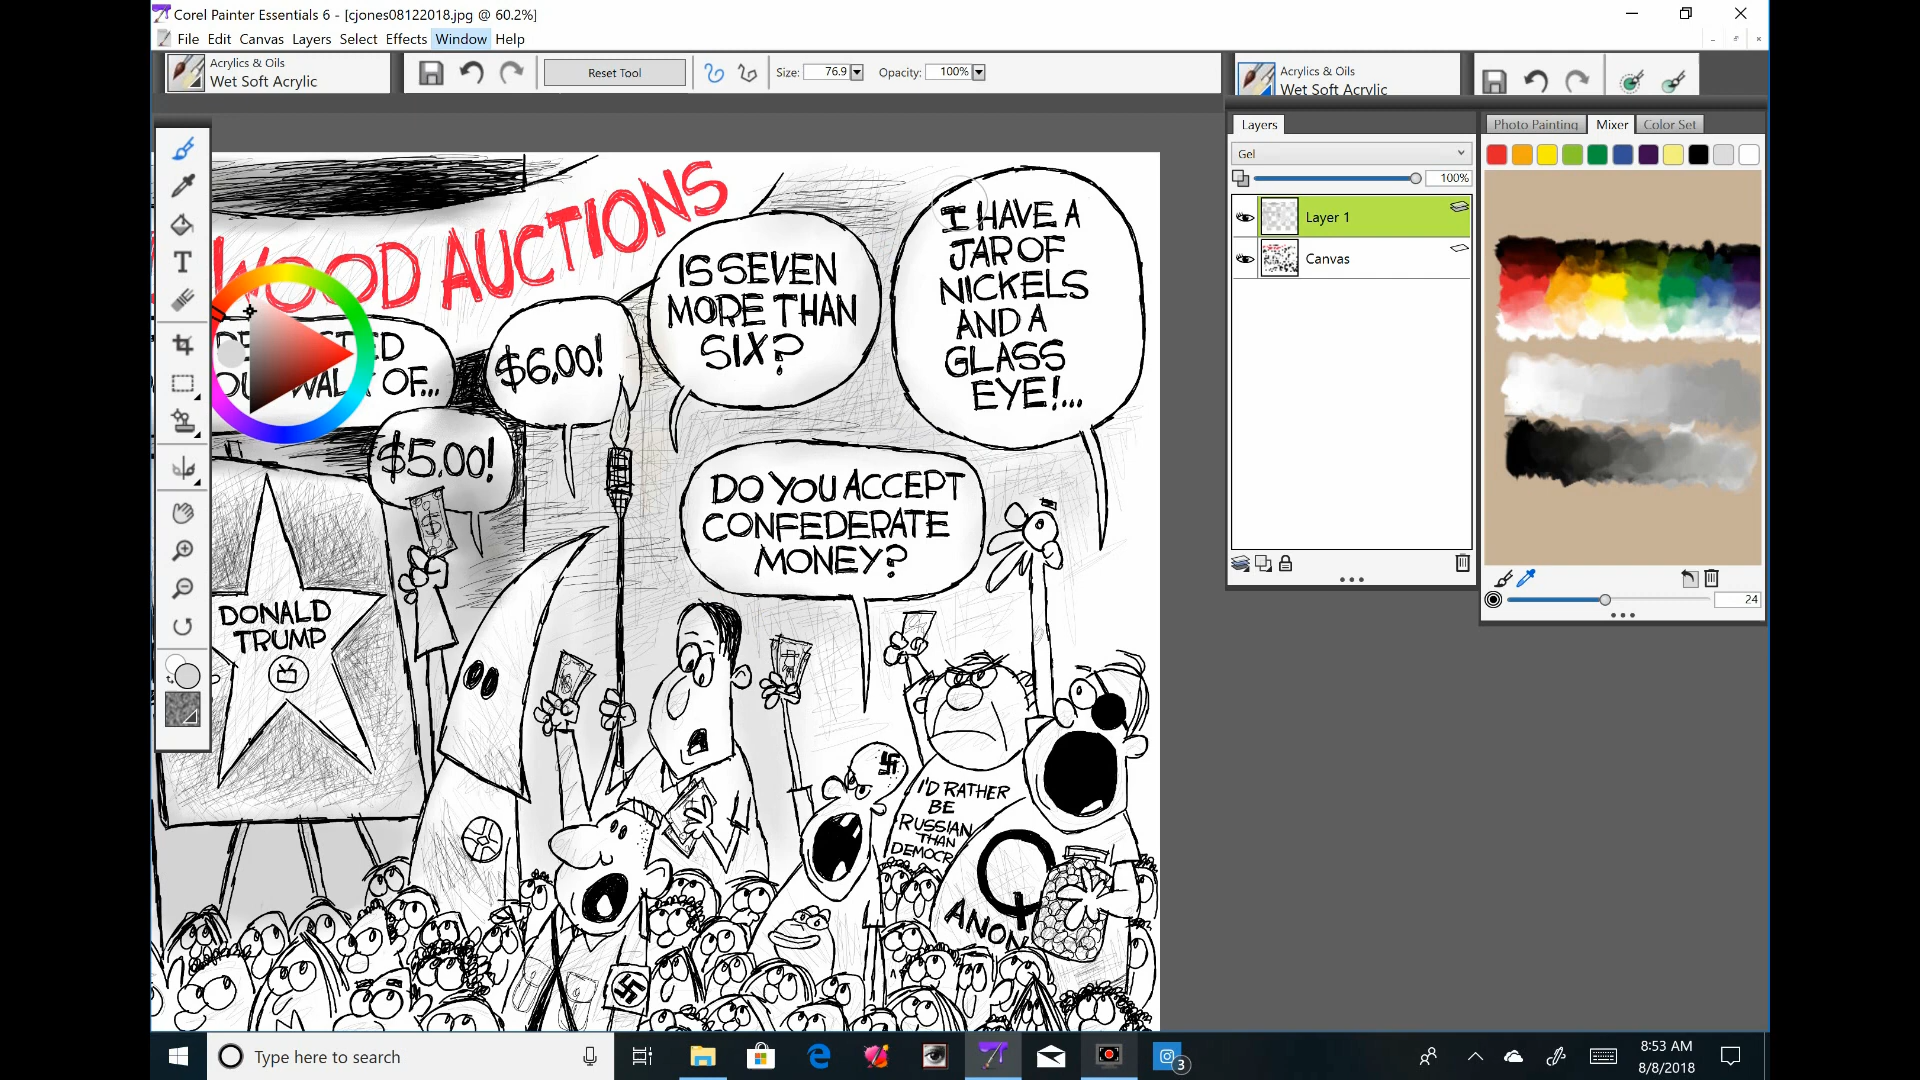 Corel Painter Essentials 6 - [cjones08122018.jpg @ 60.2%]
File Edit Canvas Layers Select Effects Window Help
Acrylics & Oils
Wet Soft Acrylic
Reset Tool
Size: 76.9
Opacity: 100%
Acrylics & Oils
Wet Soft Acrylic
Layers
Gel
100%
Layer 1
Canvas
Photo Painting Mixer Color Set
24
WOOD AUCTIONS
OF...
$6.00!
$5.00!
IS SEVEN
MORE THAN
SIX?
I HAVE A
JAR OF
NICKELS
AND A
GLASS
EYE!...
DO YOU ACCEPT
CONFEDERATE
MONEY?
DONALD
TRUMP
I'D RATHER
BE
RUSSIAN
THAN
DEMOCR
Q
ANON
Type here to search
3
8:53 AM
8/8/2018